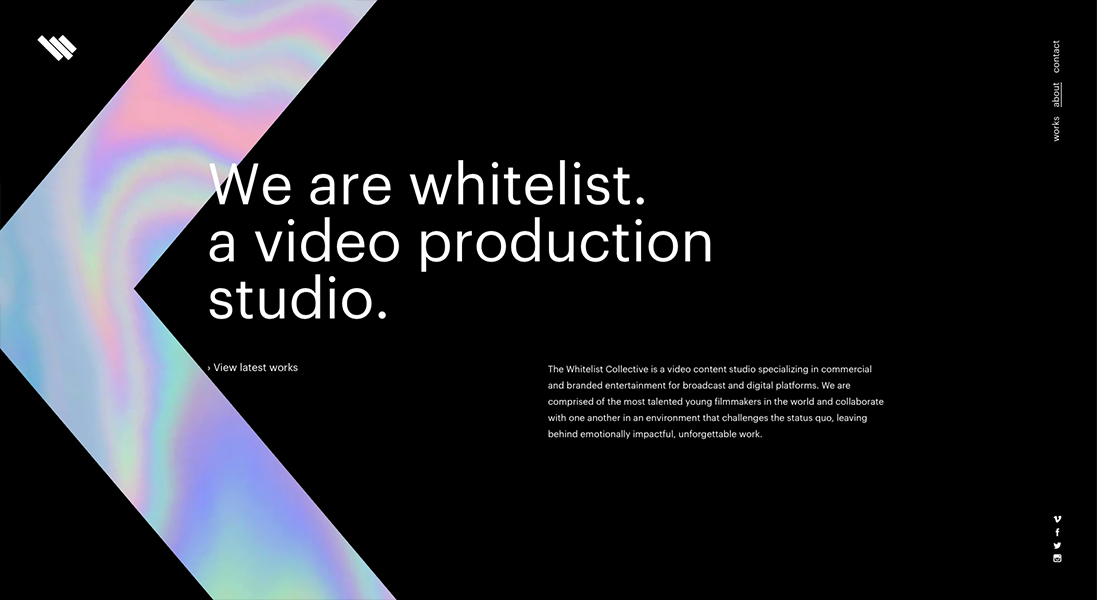 We are whitelist.
a video production
studio.
› View latest works
The Whitelist Collective is a video content studio specializing in commercial
and branded entertainment for broadcast and digital platforms. We are
comprised of the most talented young filmmakers in the world and collaborate
with one another in an environment that challenges the status quo, leaving
behind emotionally impactful, unforgettable work.
works about contact